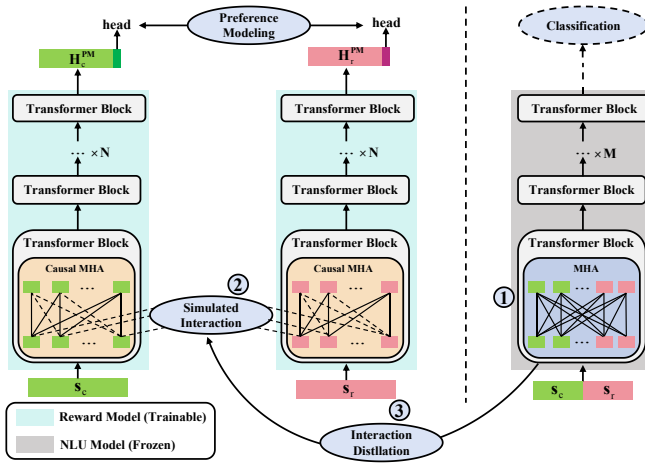 head
Preference
Modeling
head
Classification
H_c^PM
H_r^PM
Transformer Block
Transformer Block
Transformer Block
... × N
... × N
... × M
Transformer Block
Transformer Block
Transformer Block
Transformer Block
Transformer Block
Transformer Block
Causal MHA
②
Causal MHA
①
MHA
...
...
...
Simulated
Interaction
...
...
...
s_c
s_r
s_c
s_r
③
Reward Model (Trainable)
NLU Model (Frozen)
Interaction
Distllation